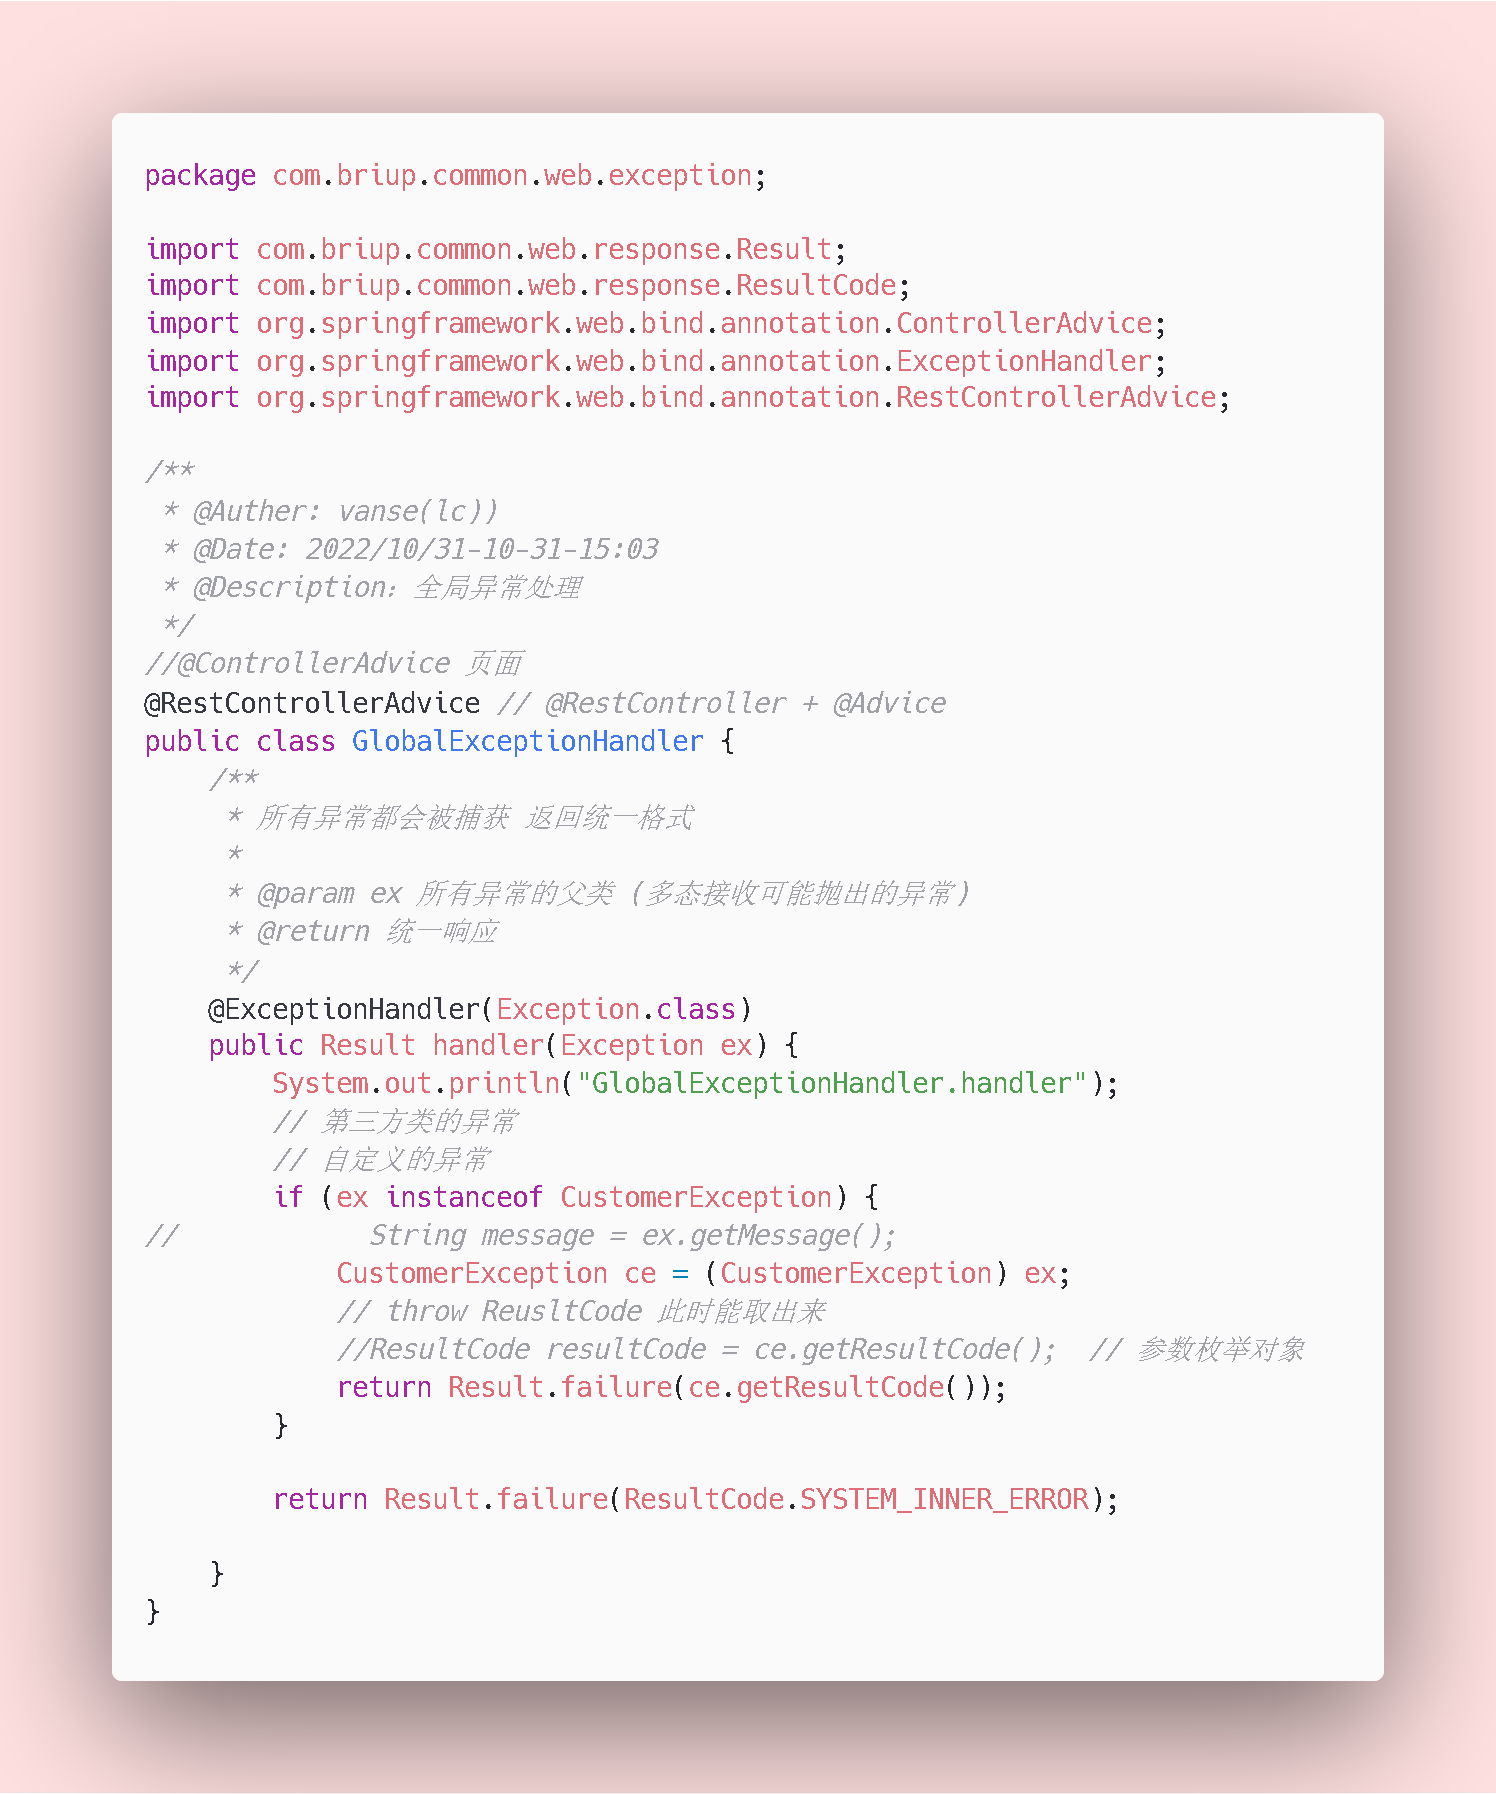 package com.briup.common.web.exception;

import com.briup.common.web.response.Result;
import com.briup.common.web.response.ResultCode;
import org.springframework.web.bind.annotation.ControllerAdvice;
import org.springframework.web.bind.annotation.ExceptionHandler;
import org.springframework.web.bind.annotation.RestControllerAdvice;

/**
 * @Auther: vanse(lc))
 * @Date: 2022/10/31-10-31-15:03
 * @Description：全局异常处理
 */
//@ControllerAdvice 页面
@RestControllerAdvice // @RestController + @Advice
public class GlobalExceptionHandler {
    /**
     * 所有异常都会被捕获 返回统一格式
     *
     * @param ex 所有异常的父类 (多态接收可能抛出的异常)
     * @return 统一响应
     */
    @ExceptionHandler(Exception.class)
    public Result handler(Exception ex) {
        System.out.println("GlobalExceptionHandler.handler");
        // 第三方类的异常
        // 自定义的异常
        if (ex instanceof CustomerException) {
//            String message = ex.getMessage();
            CustomerException ce = (CustomerException) ex;
            // throw ReusltCode 此时能取出来
            //ResultCode resultCode = ce.getResultCode();  // 参数枚举对象
            return Result.failure(ce.getResultCode());
        }

        return Result.failure(ResultCode.SYSTEM_INNER_ERROR);

    }
}